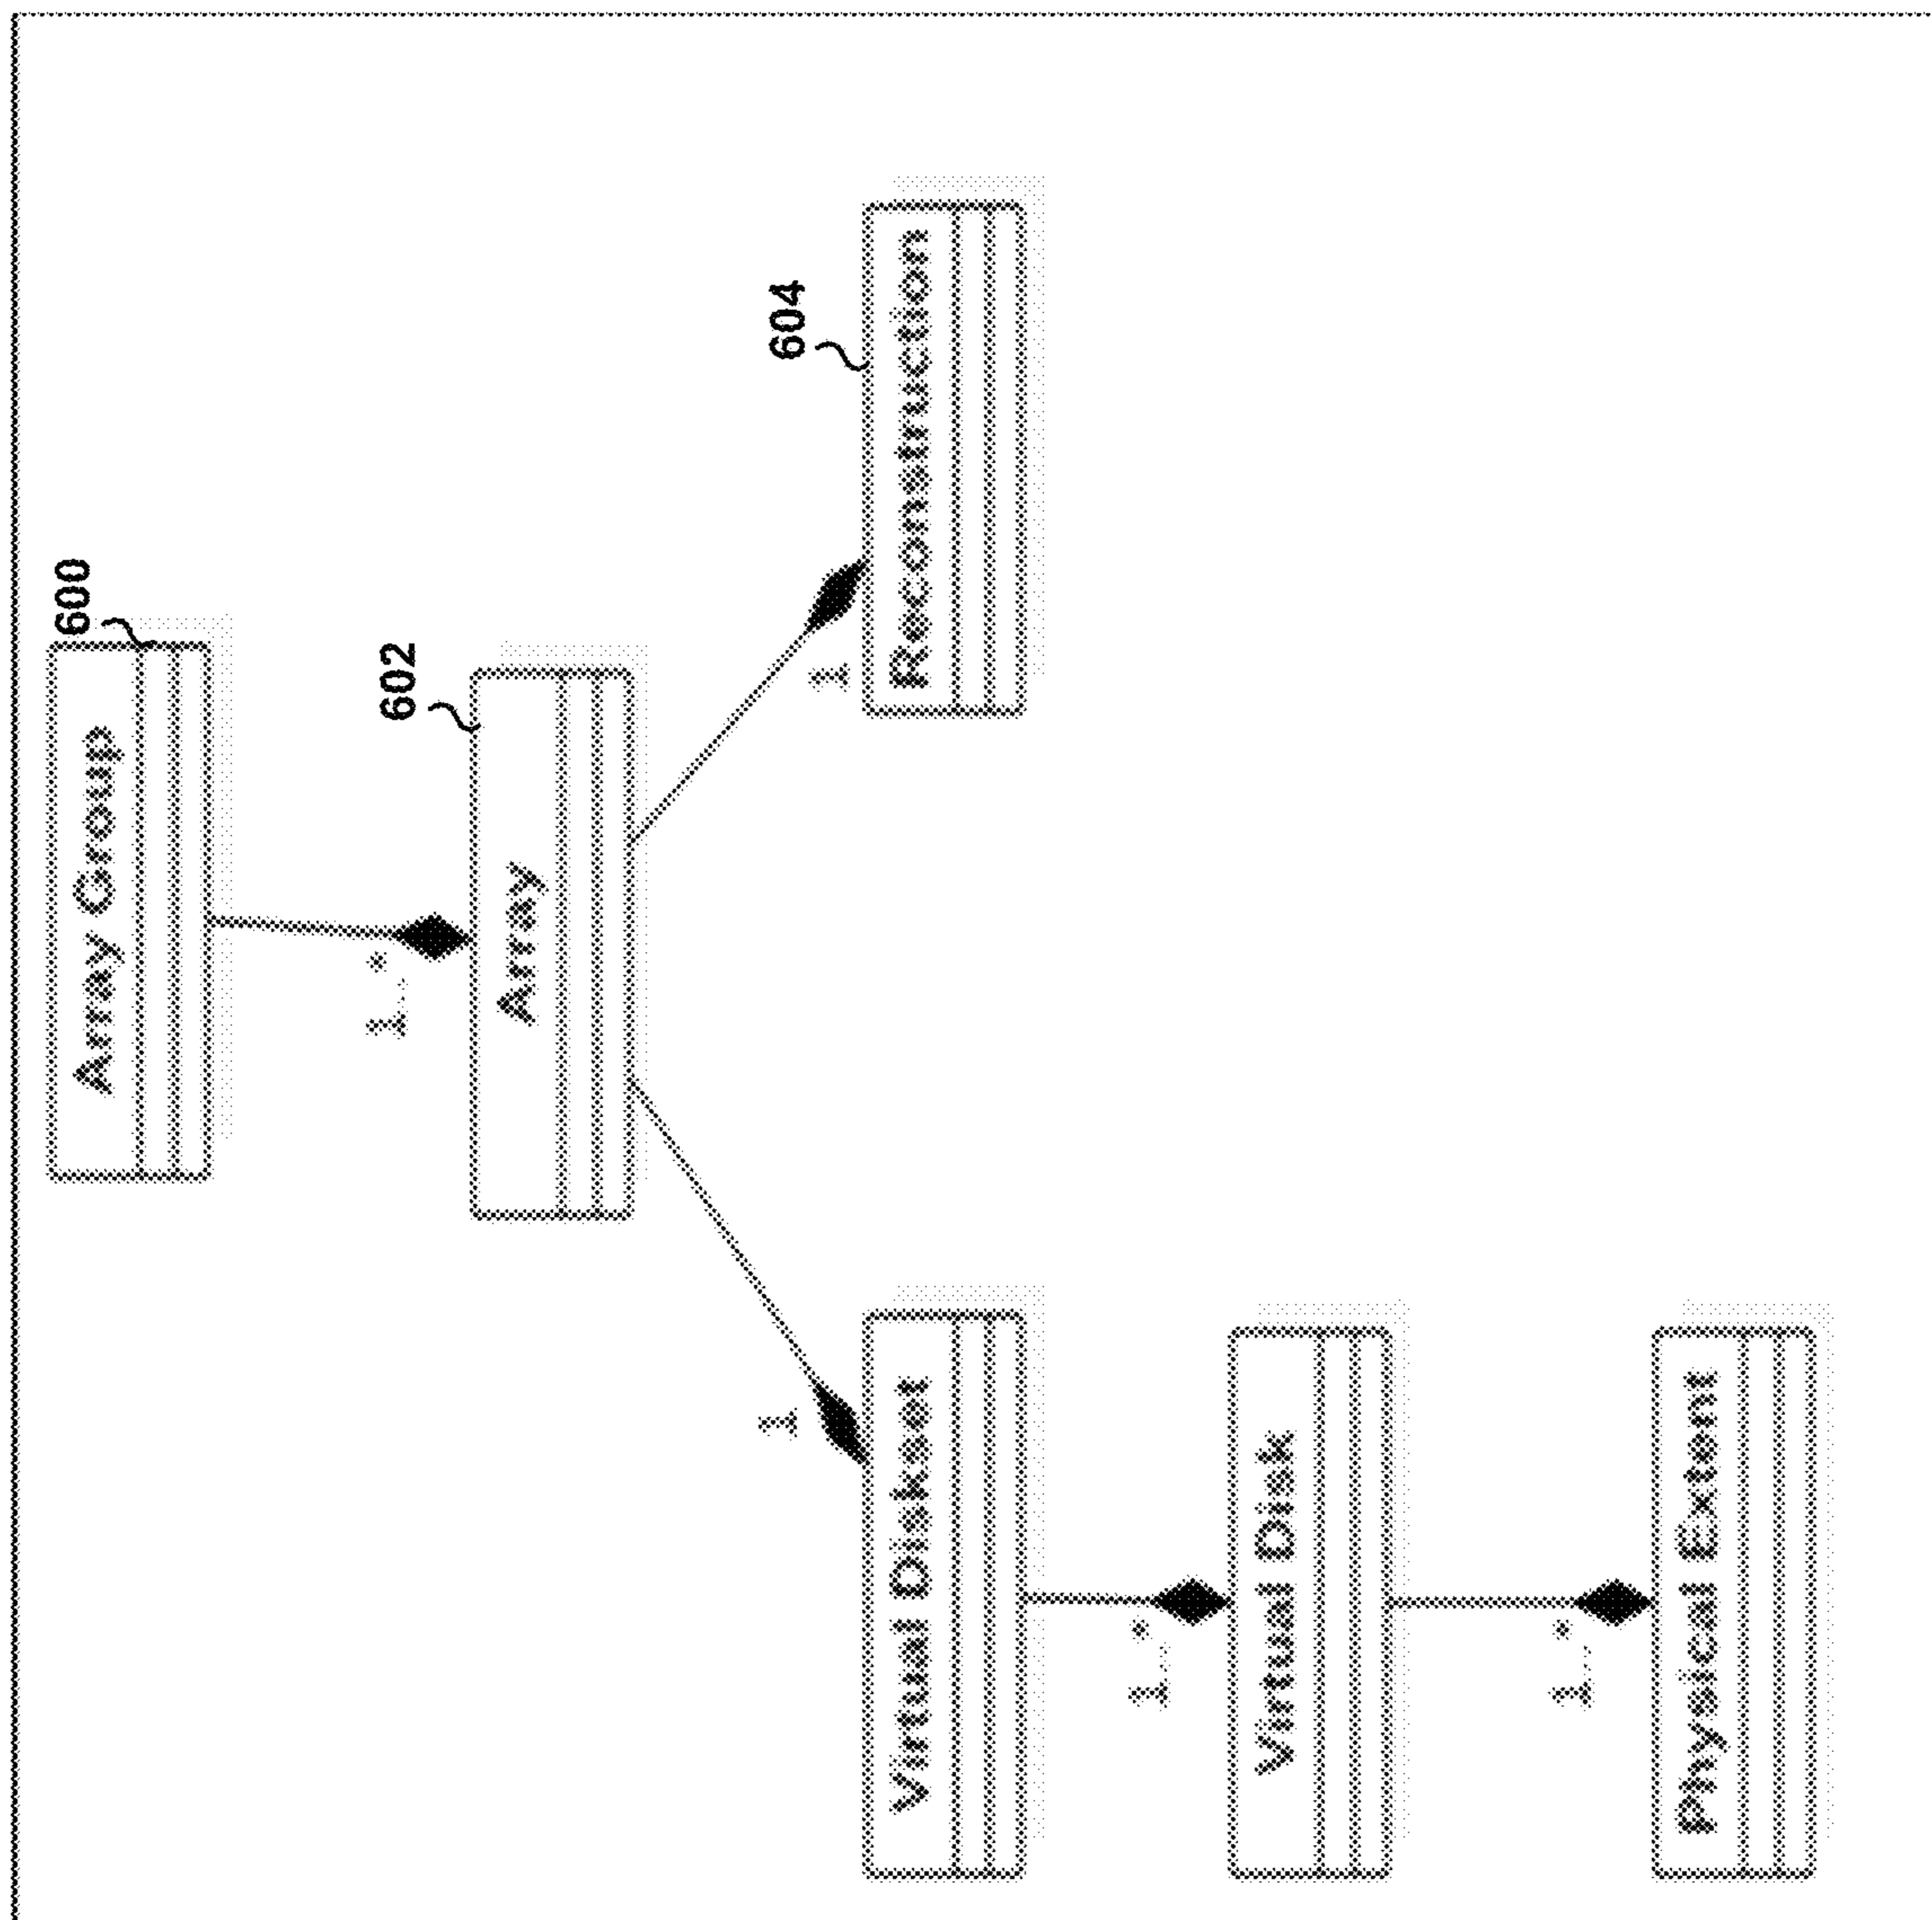 Array Group
600
1..*
602
Array
1
1
604
Virtual Diskset
Reconstruction
1..*
Virtual Disk
1..*
Physical Extent